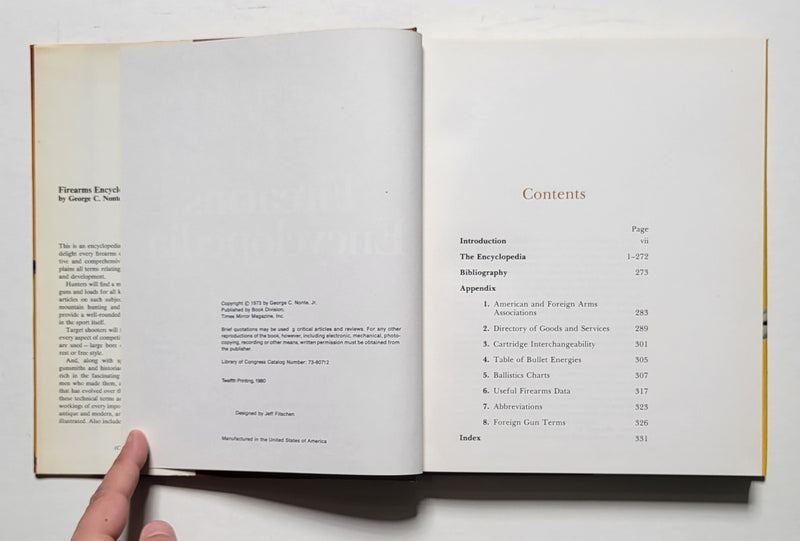 Firearms Encycl
by George C. Nonte
This is an encyclopedia
delight every firearms
tive and comprehensiv
plains all terms relating
and development.
Hunters will find a
guns and loads for all k
articles on such subjec
mountain hunting and
provide a well-rounded
in the sport itself.
Target shooters will
every aspect of competit
are used — large bore
rest or free style.
And, along with sp
gunsmiths and historia
rich in the fascinating
men who made them,
that has evolved over th
these technical terms a
workings of every impo
antique and modern, ar
illustrated. Also include
Firearms
Encyclopedia
Copyright © 1973 by George C. Nonte, Jr.
Published by Book Division,
Times Mirror Magazine, Inc.
Brief quotations may be used g critical articles and reviews. For any other
reproductions of the book, however, including electronic, mechanical, photo-
copying, recording or other means, written permission must be obtained from
the publisher.
Library of Congress Catalog Number: 73-80712
Twelfth Printing, 1980
Designed by Jeff Fitschen
Manufactured in the United States of America
Contents
Page
Introduction vii
The Encyclopedia 1–272
Bibliography 273
Appendix
1. American and Foreign Arms
Associations 283
2. Directory of Goods and Services 289
3. Cartridge Interchangeability 301
4. Table of Bullet Energies 305
5. Ballistics Charts 307
6. Useful Firearms Data 317
7. Abbreviations 323
8. Foreign Gun Terms 326
Index 331